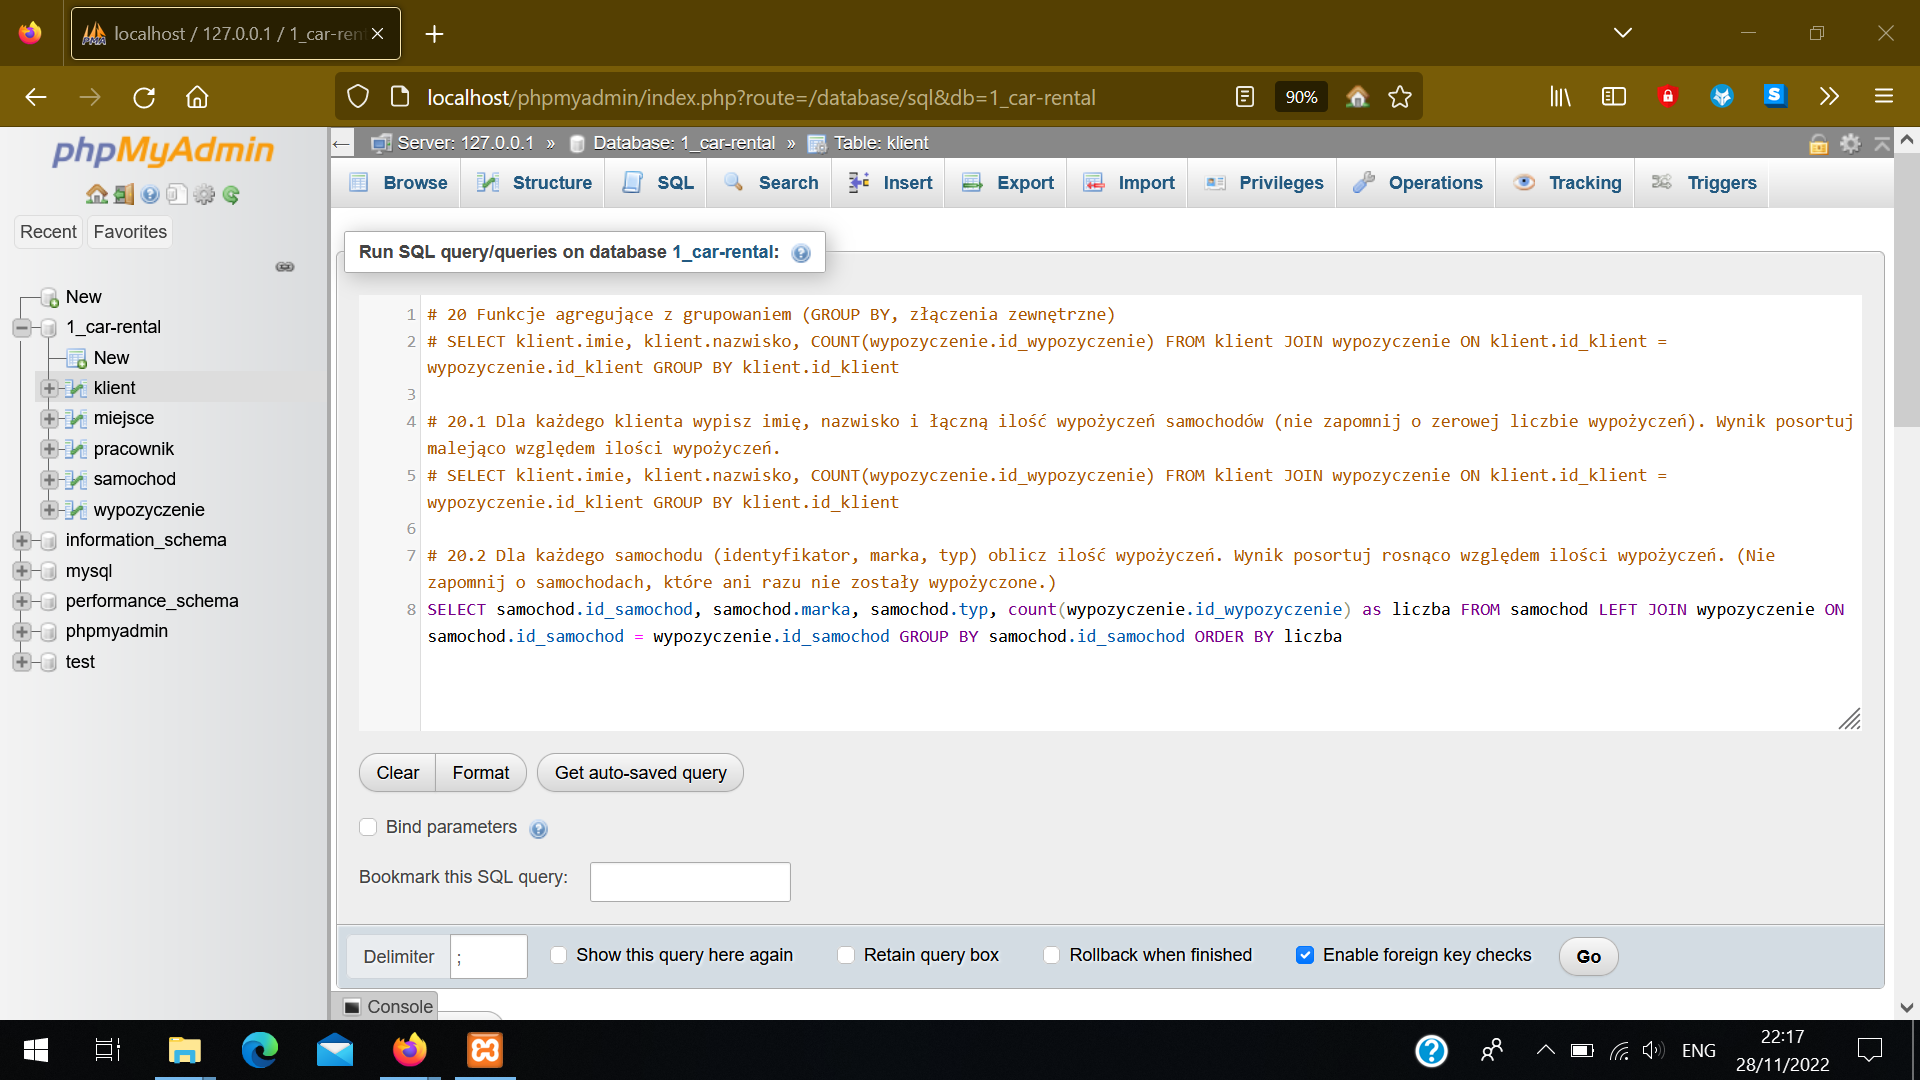 localhost / 127.0.0.1 / 1_car-ren
localhost/phpmyadmin/index.php?route=/database/sql&db=1_car-rental
90%
phpMyAdmin
Recent
Favorites
New
1_car-rental
New
klient
miejsce
pracownik
samochod
wypozyczenie
information_schema
mysql
performance_schema
phpmyadmin
test
Server: 127.0.0.1 » Database: 1_car-rental » Table: klient
Browse
Structure
SQL
Search
Insert
Export
Import
Privileges
Operations
Tracking
Triggers
Run SQL query/queries on database 1_car-rental:
1 # 20 Funkcje agregujące z grupowaniem (GROUP BY, złączenia zewnętrzne)
2 # SELECT klient.imie, klient.nazwisko, COUNT(wypozyczenie.id_wypozyczenie) FROM klient JOIN wypozyczenie ON klient.id_klient =
wypozyczenie.id_klient GROUP BY klient.id_klient
3
4 # 20.1 Dla każdego klienta wypisz imię, nazwisko i łączną ilość wypożyczeń samochodów (nie zapomnij o zerowej liczbie wypożyczeń). Wynik posortuj
malejąco względem ilości wypożyczeń.
5 # SELECT klient.imie, klient.nazwisko, COUNT(wypozyczenie.id_wypozyczenie) FROM klient JOIN wypozyczenie ON klient.id_klient =
wypozyczenie.id_klient GROUP BY klient.id_klient
6
7 # 20.2 Dla każdego samochodu (identyfikator, marka, typ) oblicz ilość wypożyczeń. Wynik posortuj rosnąco względem ilości wypożyczeń. (Nie
zapomnij o samochodach, które ani razu nie zostały wypożyczone.)
8 SELECT samochod.id_samochod, samochod.marka, samochod.typ, count(wypozyczenie.id_wypozyczenie) as liczba FROM samochod LEFT JOIN wypozyczenie ON
samochod.id_samochod = wypozyczenie.id_samochod GROUP BY samochod.id_samochod ORDER BY liczba
Clear
Format
Get auto-saved query
Bind parameters
Bookmark this SQL query:
Delimiter
;
Show this query here again
Retain query box
Rollback when finished
Enable foreign key checks
Go
Console
ENG
22:17
28/11/2022